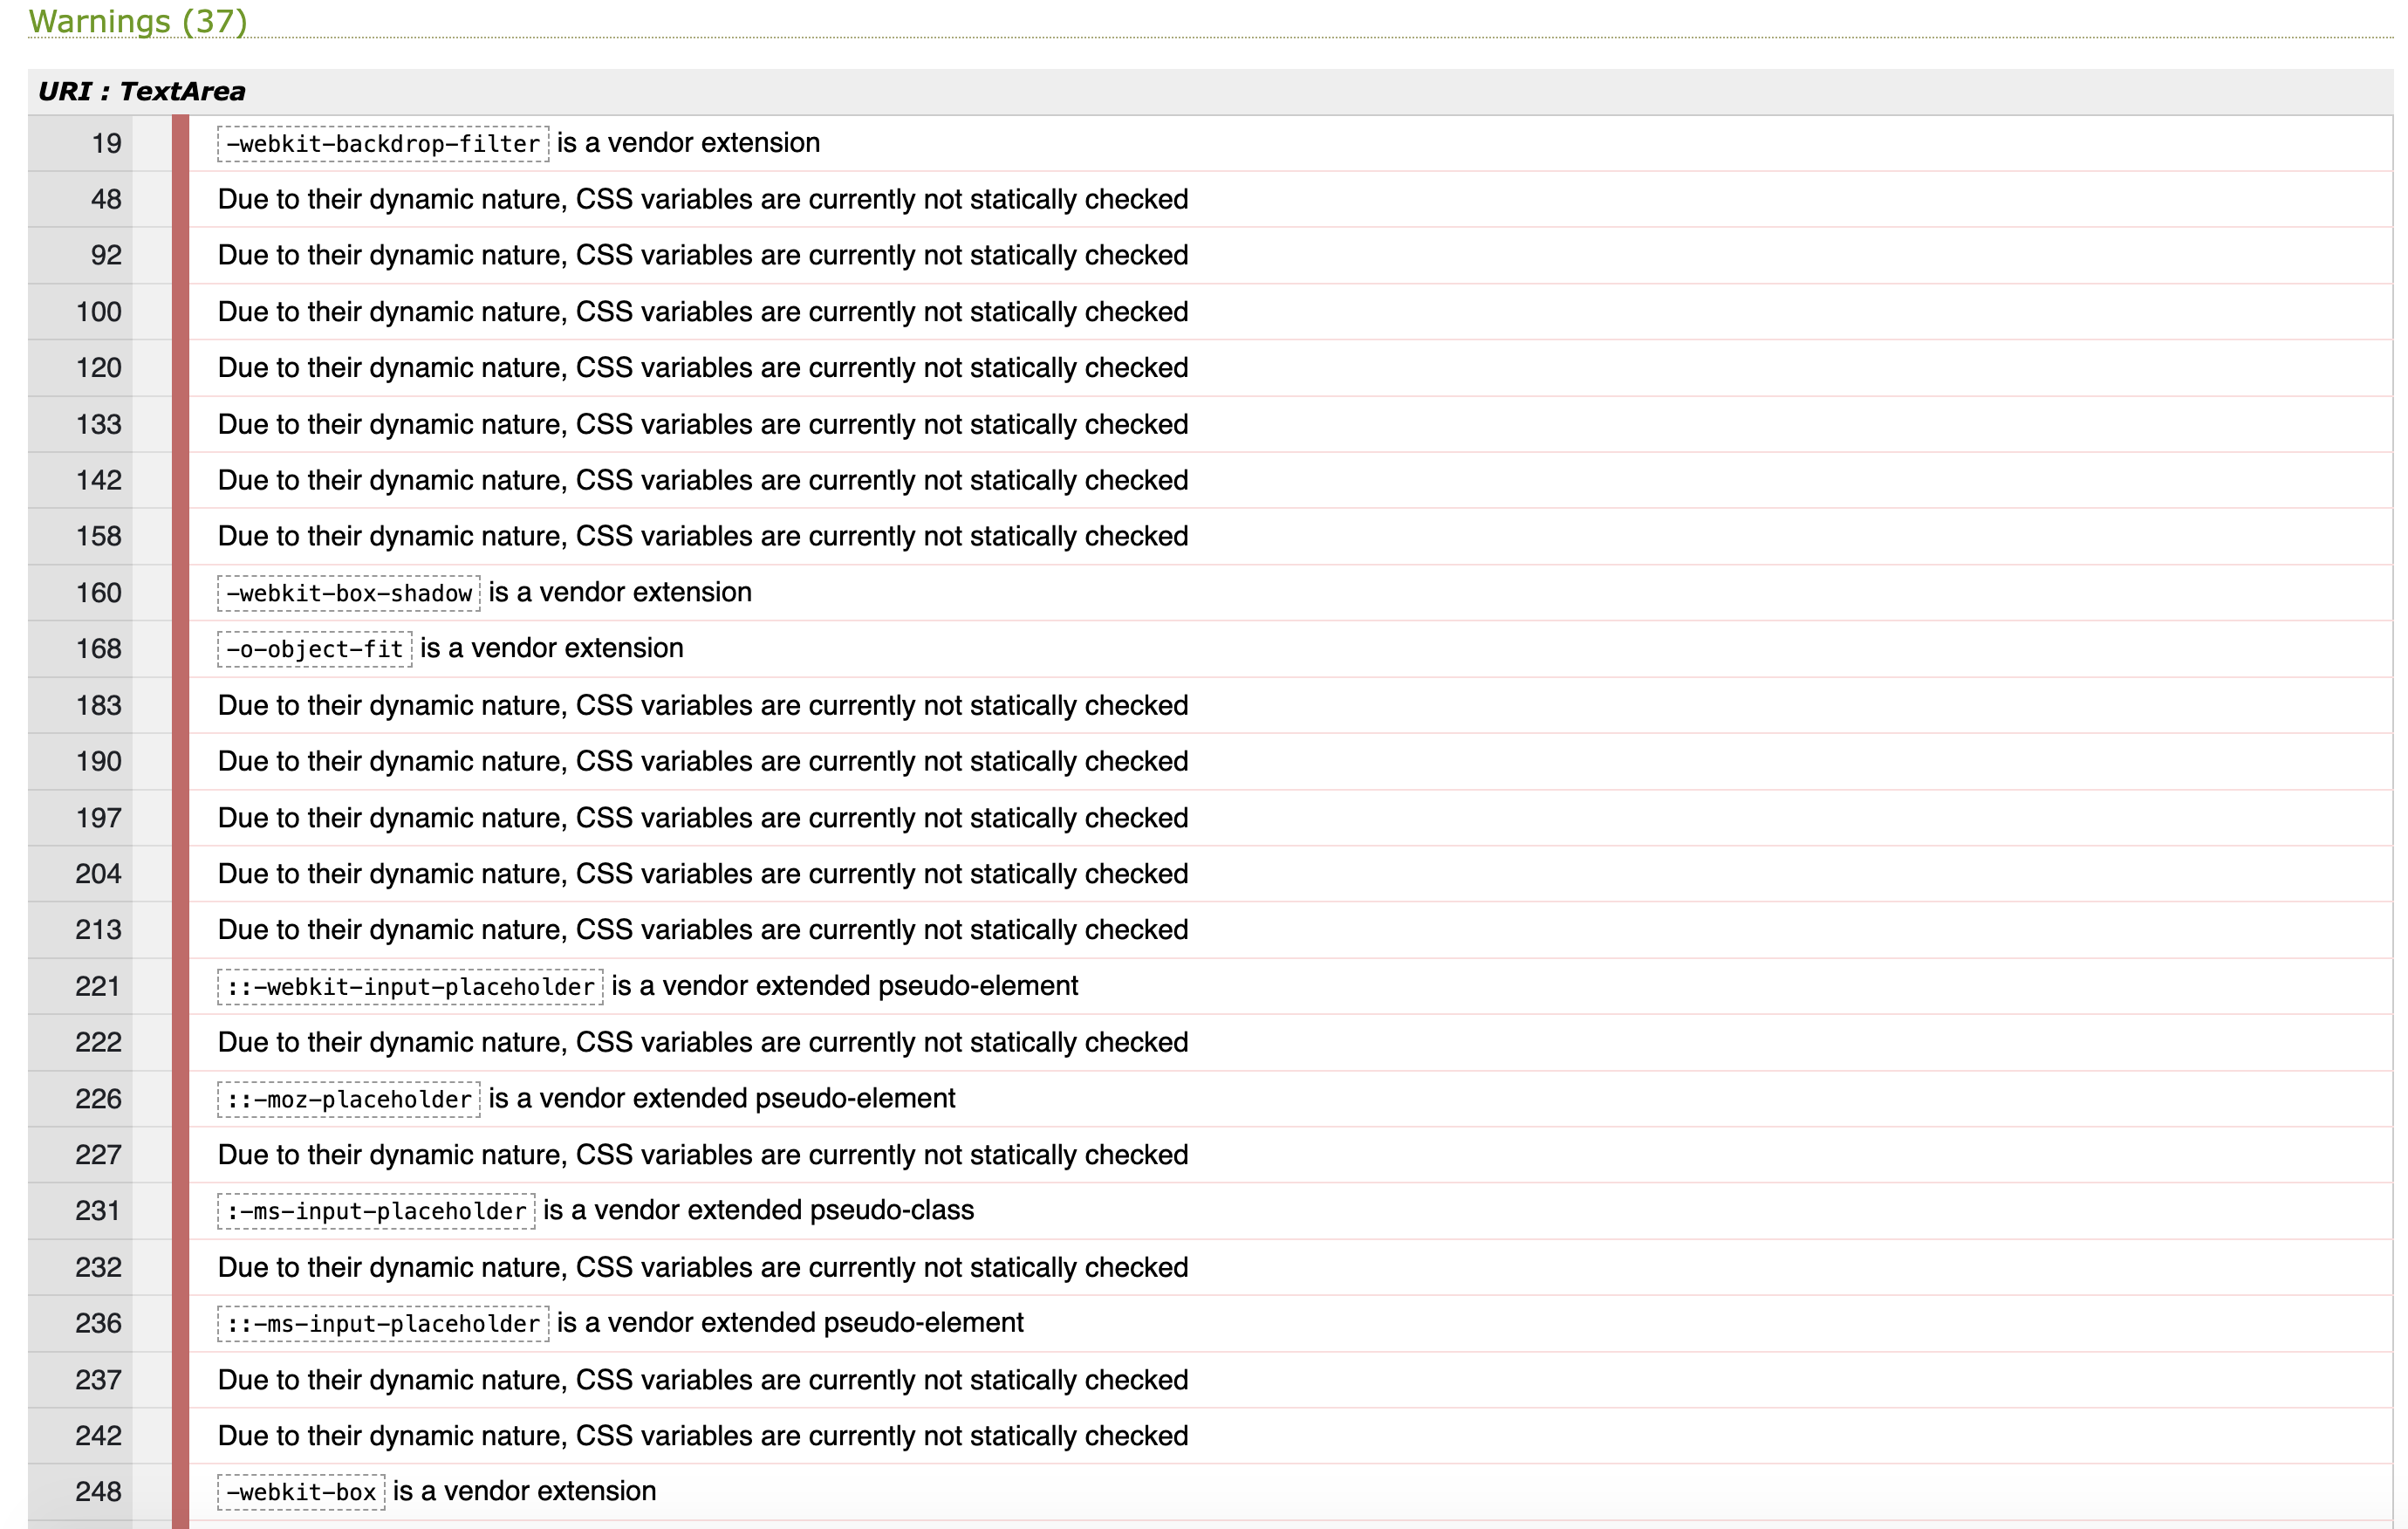 Warnings (37)
URI : TextArea
19 -webkit-backdrop-filter is a vendor extension
48 Due to their dynamic nature, CSS variables are currently not statically checked
92 Due to their dynamic nature, CSS variables are currently not statically checked
100 Due to their dynamic nature, CSS variables are currently not statically checked
120 Due to their dynamic nature, CSS variables are currently not statically checked
133 Due to their dynamic nature, CSS variables are currently not statically checked
142 Due to their dynamic nature, CSS variables are currently not statically checked
158 Due to their dynamic nature, CSS variables are currently not statically checked
160 -webkit-box-shadow is a vendor extension
168 -o-object-fit is a vendor extension
183 Due to their dynamic nature, CSS variables are currently not statically checked
190 Due to their dynamic nature, CSS variables are currently not statically checked
197 Due to their dynamic nature, CSS variables are currently not statically checked
204 Due to their dynamic nature, CSS variables are currently not statically checked
213 Due to their dynamic nature, CSS variables are currently not statically checked
221 ::-webkit-input-placeholder is a vendor extended pseudo-element
222 Due to their dynamic nature, CSS variables are currently not statically checked
226 ::-moz-placeholder is a vendor extended pseudo-element
227 Due to their dynamic nature, CSS variables are currently not statically checked
231 :-ms-input-placeholder is a vendor extended pseudo-class
232 Due to their dynamic nature, CSS variables are currently not statically checked
236 ::-ms-input-placeholder is a vendor extended pseudo-element
237 Due to their dynamic nature, CSS variables are currently not statically checked
242 Due to their dynamic nature, CSS variables are currently not statically checked
248 -webkit-box is a vendor extension